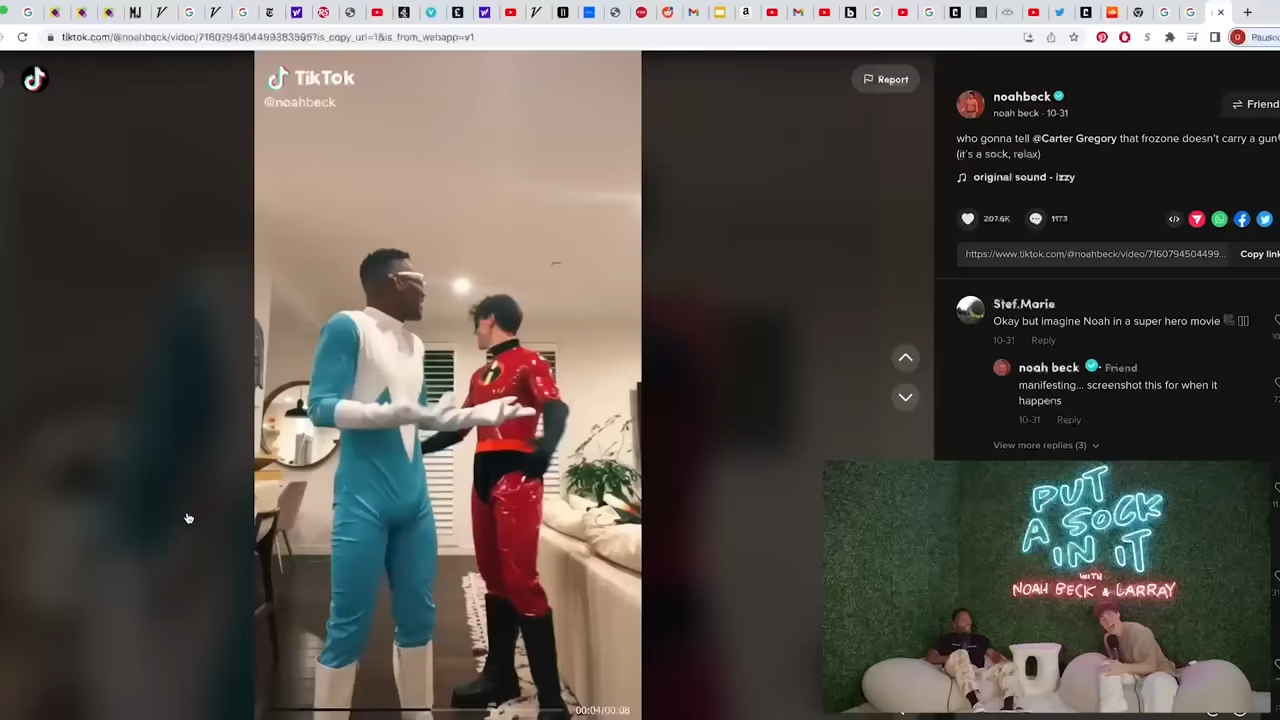 tiktok.com/@noahbeck/video/7160794504499383595?is_copy_url=1&is_from_webapp=v1
D
Paused
TikTok
@noahbeck
Report
noahbeck
noah beck · 10-31
Friend
who gonna tell @Carter Gregory that frozone doesn't carry a gun
(it's a sock, relax)
original sound - izzy
207.6K
1173
https://www.tiktok.com/@noahbeck/video/7160794504499...
Copy link
Stef.Marie
Okay but imagine Noah in a super hero movie
10-31 Reply
noah beck · Friend
manifesting... screenshot this for when it
happens
10-31 Reply
View more replies (3)
PUT
A SOCK
IN IT
WITH
NOAH BECK & LARRAY
00:04/00:08